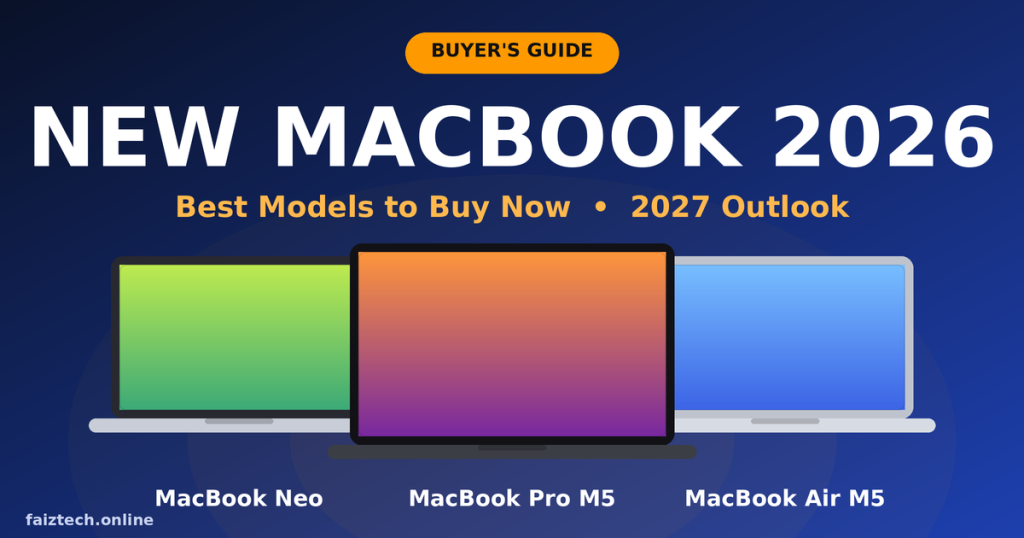 BUYER'S GUIDE
NEW MACBOOK 2026
Best Models to Buy Now • 2027 Outlook
MacBook Neo
MacBook Pro M5
MacBook Air M5
faiztech.online